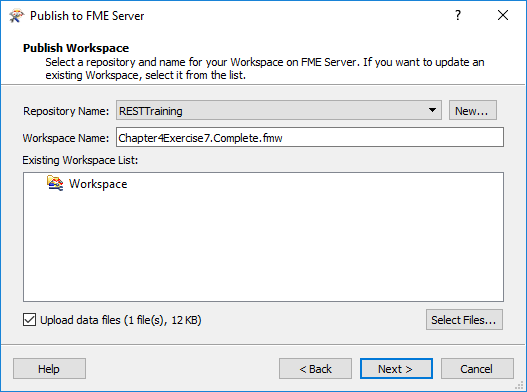 Publish to FME Server
Publish Workspace
Select a repository and name for your Workspace on FME Server. If you want to update an
existing Workspace, select it from the list.
Repository Name: RESTTraining New...
Workspace Name: Chapter4Exercise7.Complete.fmw
Existing Workspace List:
Workspace
Upload data files (1 file(s), 12 KB) Select Files...
Help < Back Next > Cancel